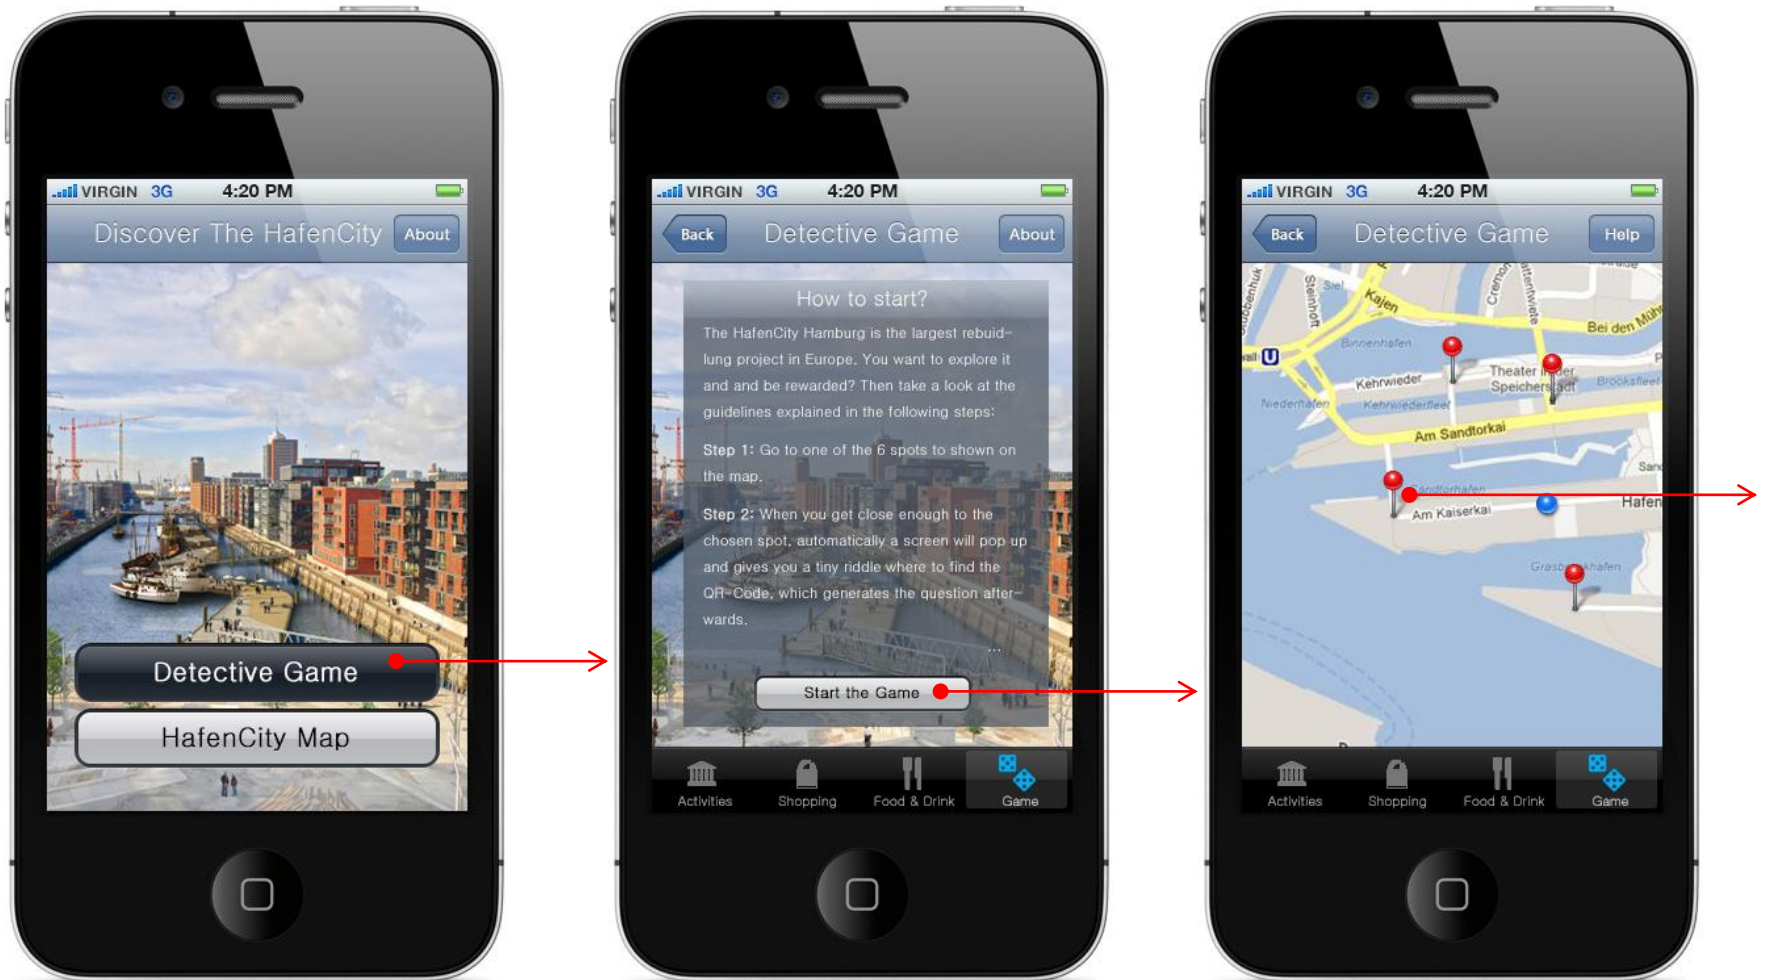 VIRGIN 3G 4:20 PM
Discover The HafenCity About
Detective Game
HafenCity Map
VIRGIN 3G 4:20 PM
Back Detective Game About
How to start?
The HafenCity Hamburg is the largest rebuid-
lung project in Europe. You want to explore it
and and be rewarded? Then take a look at the
guidelines explained in the following steps:
Step 1: Go to one of the 6 spots to shown on
the map.
Step 2: When you get close enough to the
chosen spot, automatically a screen will pop up
and gives you a tiny riddle where to find the
QR-Code, which generates the question after-
wards.
...
Start the Game
Activities Shopping Food & Drink Game
VIRGIN 3G 4:20 PM
Back Detective Game Help
Steinhöft
Siel
Kajen
Bei den
Binnenhafen
U
Kehrwieder
Theater in der
Speicherstadt
Brooksfleet
Niederhafen
Kehrwiederfleet
Am Sandtorkai
Sandtorhafen
Am Kaiserkai
Hafen
Activities Shopping Food & Drink Game